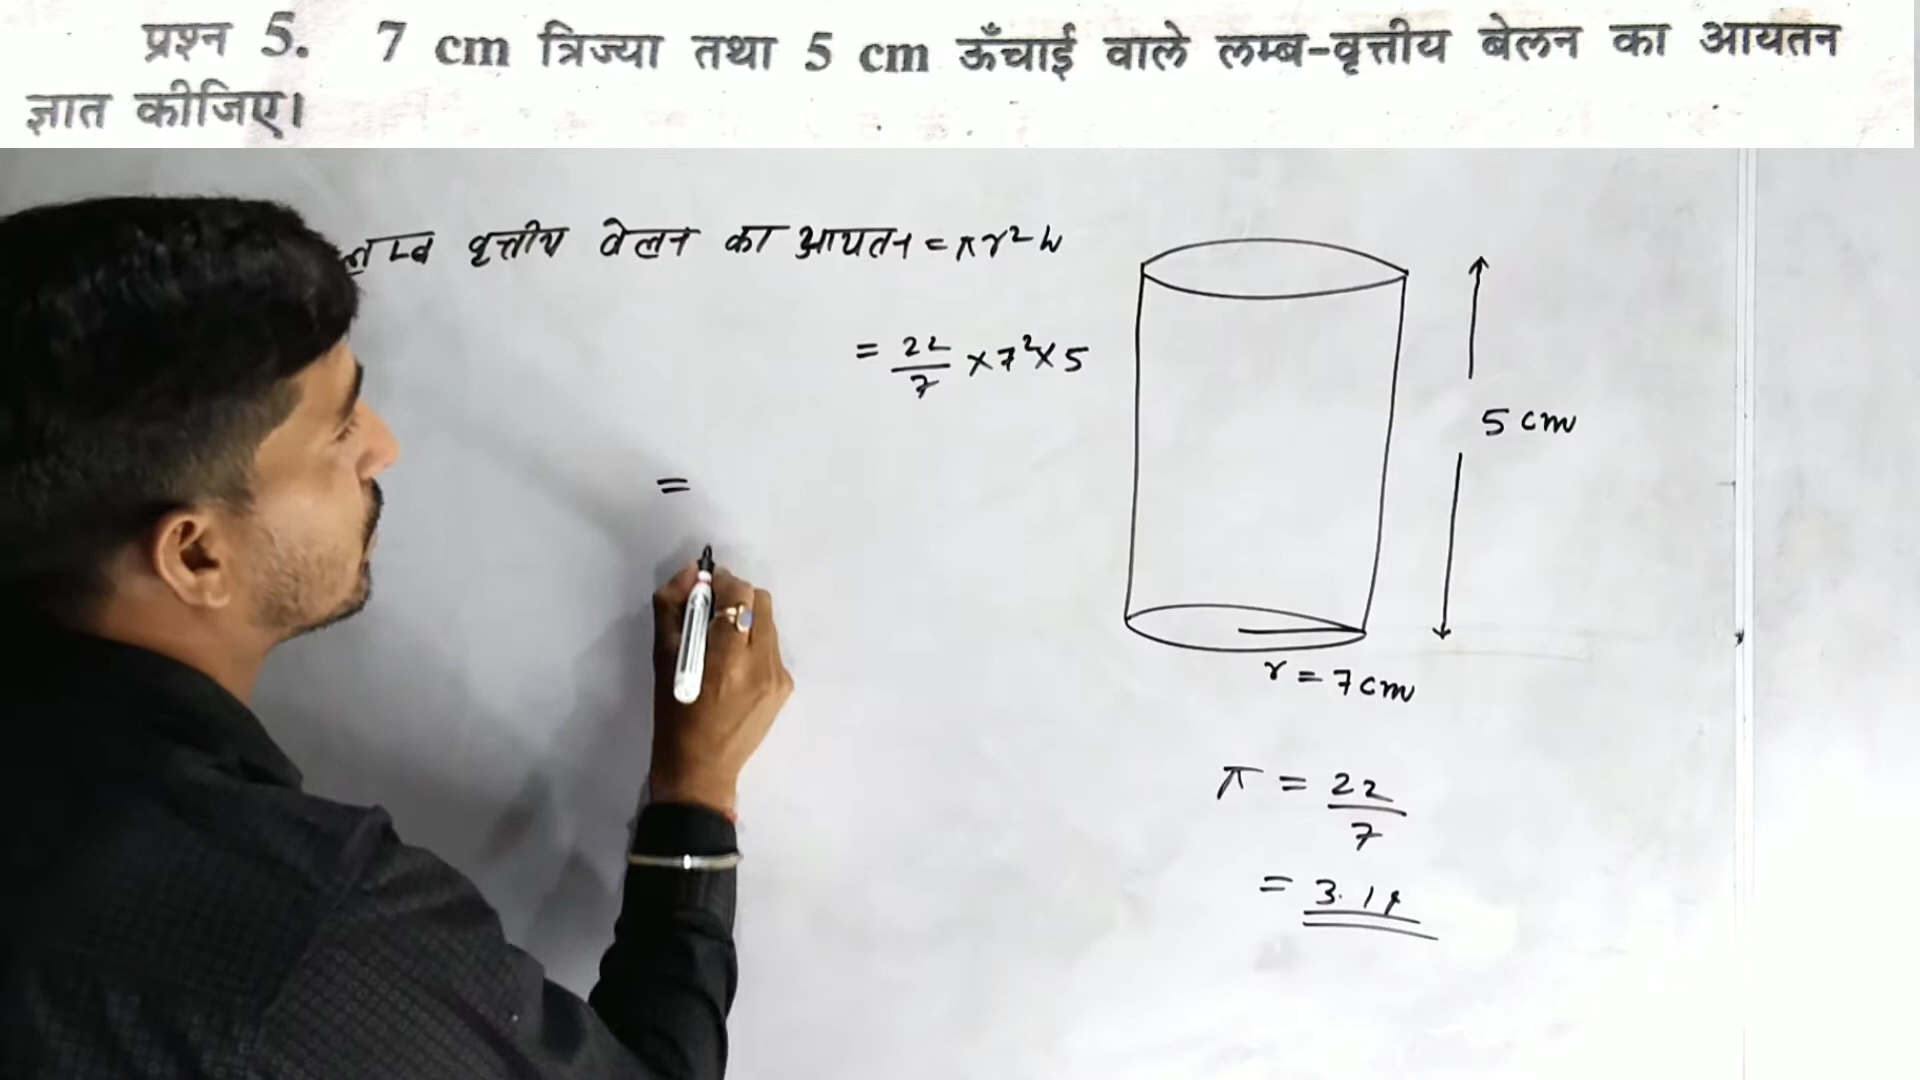 प्रश्न 5. 7 cm त्रिज्या तथा 5 cm ऊँचाई वाले लम्ब-वृत्तीय बेलन का आयतन
ज्ञात कीजिए।
लम्ब वृत्तीय वेलन का आयतन = πr²h
= 22/7 × 7² × 5
=
5 cm
r = 7cm
π = 22/7
= 3.14